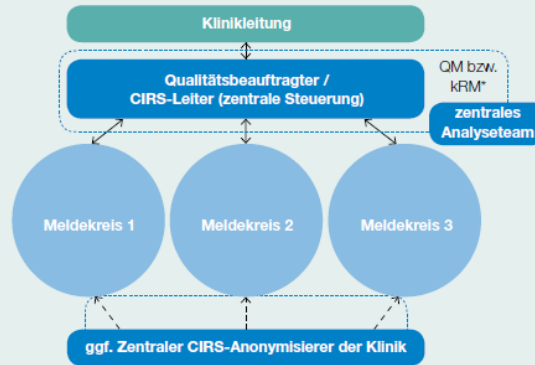 Klinikleitung
Qualitätsbeauftragter /
CIRS-Leiter (zentrale Steuerung)
QM bzw.
kRM*
zentrales
Analyseteam
Meldekreis 1
Meldekreis 2
Meldekreis 3
ggf. Zentraler CIRS-Anonymisierer der Klinik